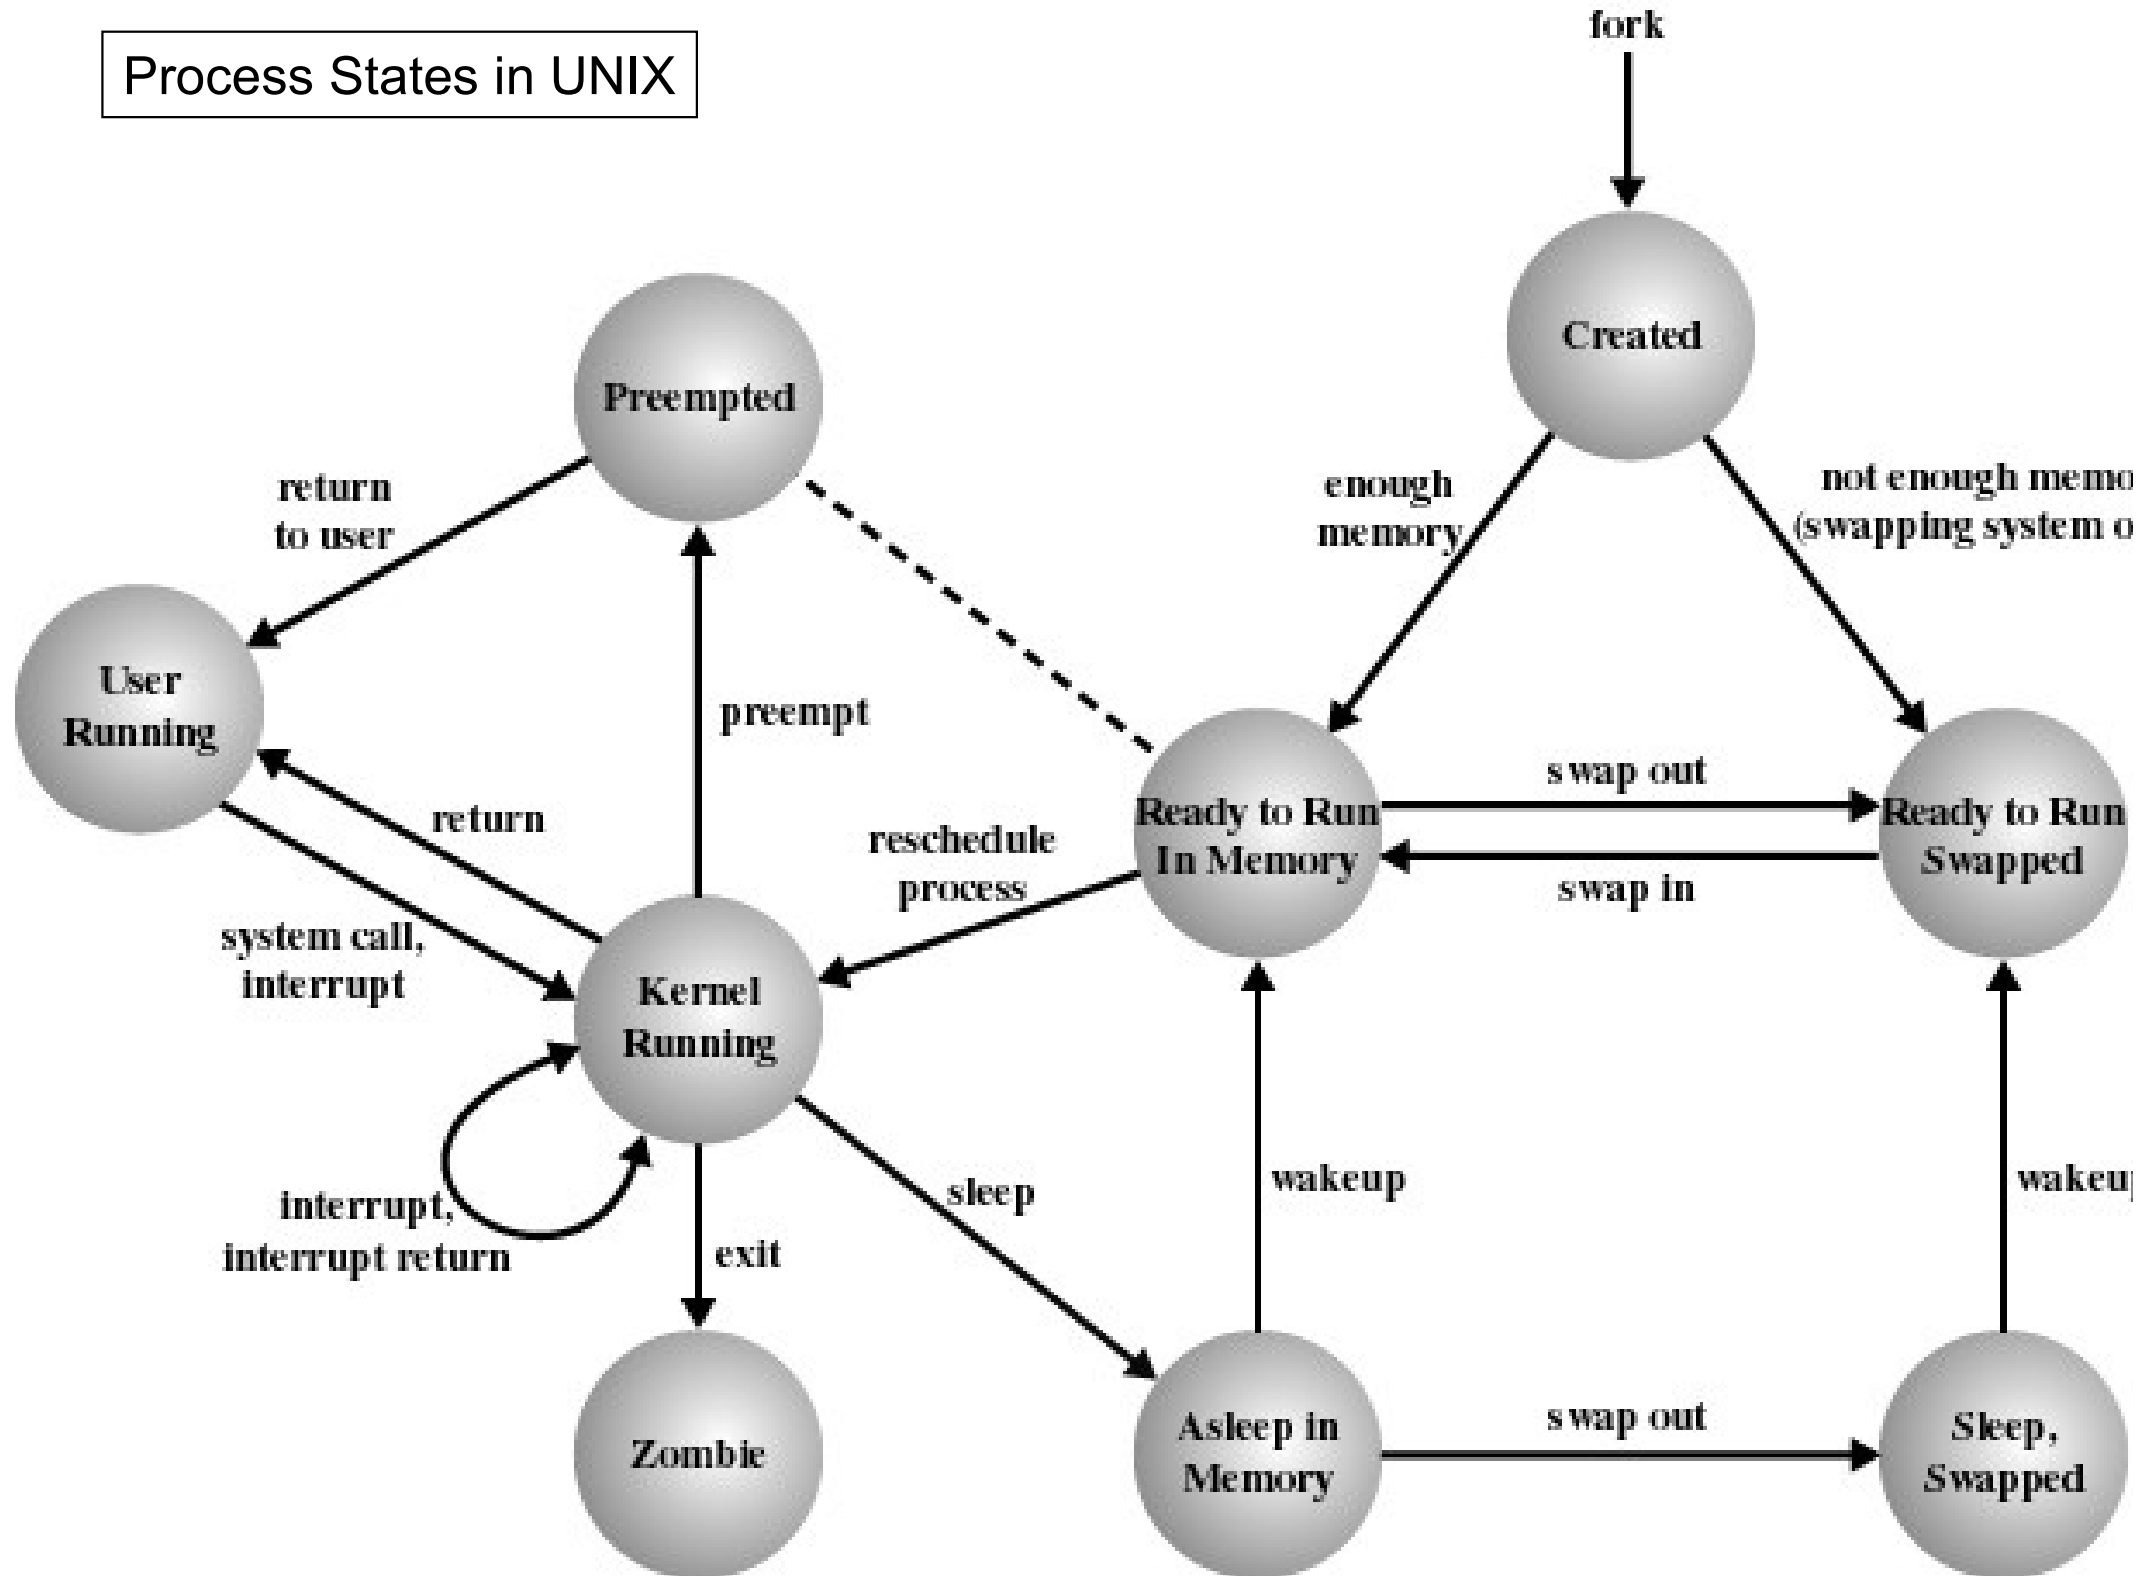 Process States in UNIX
fork
Created
Preempted
return
to user
enough
memory
not enough
(swapping system
User
Running
preempt
return
swap out
Ready to Run
In Memory
Ready to Run
Swapped
reschedule
process
swap in
system call,
interrupt
Kernel
Running
wakeup
sleep
interrupt,
interrupt return
exit
swap out
Asleep in
Memory
Sleep,
Swapped
Zombie